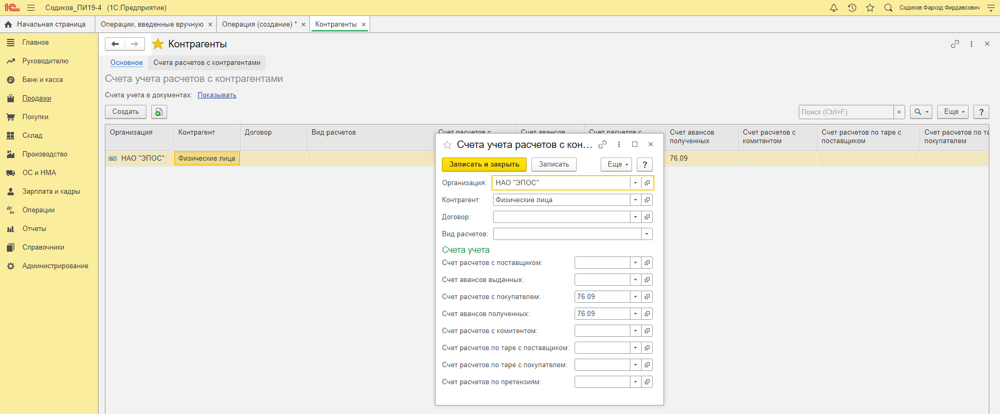 1С Содиков_ПИ19-4 (1С:Предприятие) Содиков Фарход Фирдавсович
Начальная страница Операции, введенные вручную × Операция (создание) * × Контрагенты ×
Главное
Руководителю
Банк и касса
Продажи
Покупки
Склад
Производство
ОС и НМА
Зарплата и кадры
Дт Кт Операции
Отчеты
Справочники
Администрирование
Контрагенты
Основное Счета расчетов с контрагентами
Счета учета расчетов с контрагентами
Счета учета в документах: Показывать
Создать Поиск (Ctrl+F) × Еще ?
Организация Контрагент Договор Вид расчетов Счет расчетов с Счет авансов Счет расчетов с Счет авансов Счет расчетов с Счет расчетов по таре с Счет расчетов по та
полученных комитентом поставщиком покупателем
НАО "ЭПОС" Физические лица 76.09
Счета учета расчетов с кон...
Записать и закрыть Записать Еще ?
Организация: НАО "ЭПОС"
Контрагент: Физические лица
Договор:
Вид расчетов:
Счета учета
Счет расчетов с поставщиком:
Счет авансов выданных:
Счет расчетов с покупателем: 76.09
Счет авансов полученных: 76.09
Счет расчетов с комитентом:
Счет расчетов по таре с поставщиком:
Счет расчетов по таре с покупателем:
Счет расчетов по претензиям: